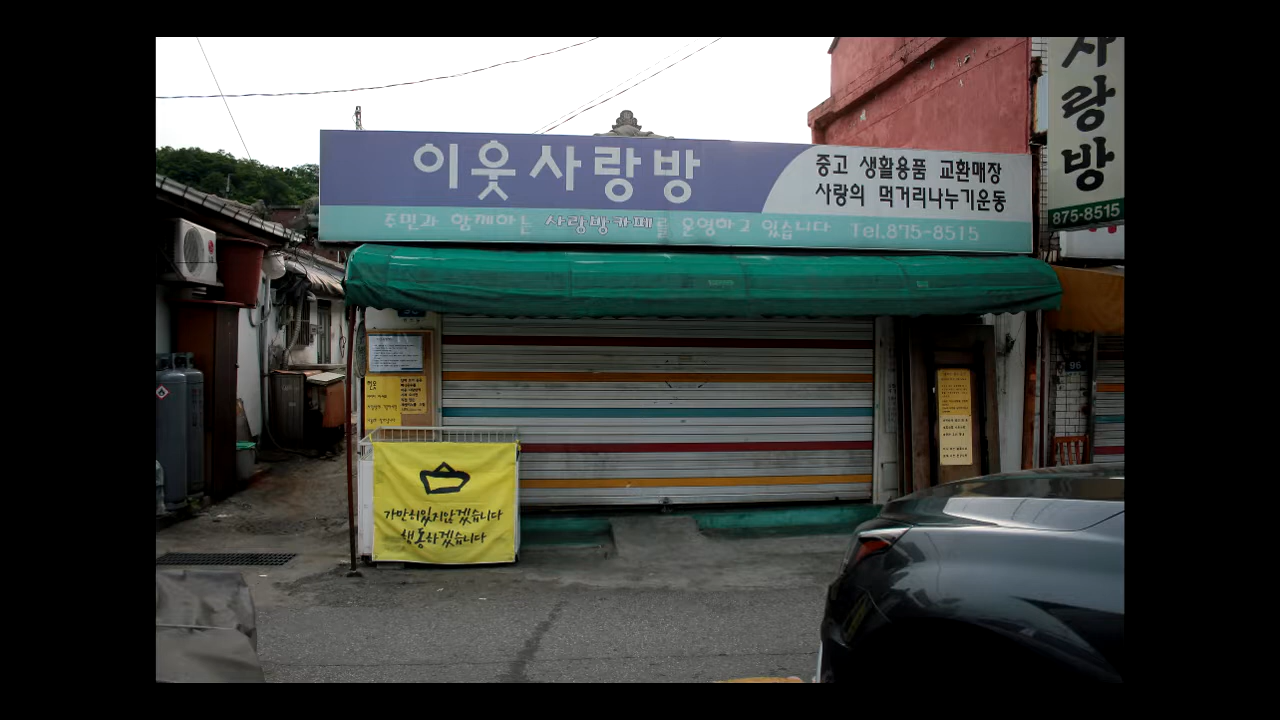 이웃사랑방
중고 생활용품 교환매장
사랑의 먹거리나누기운동
주민과 함께하는 사랑방카페를 운영하고 있습니다 Tel.875-8515
사랑방
875-8515
96
가만히있지않겠습니다
행동하겠습니다